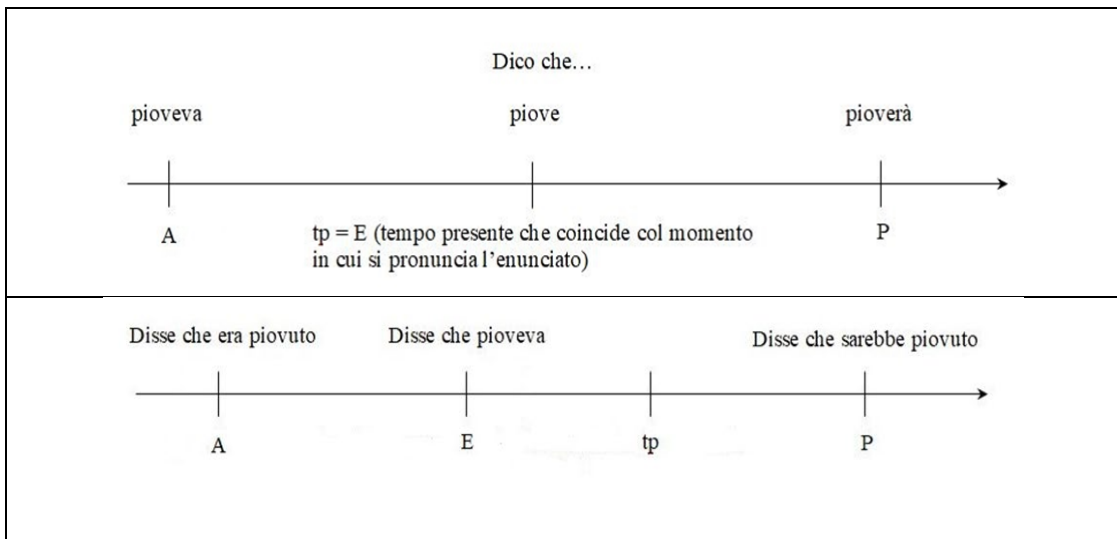 Dico che…
pioveva piove pioverà
A tp = E (tempo presente che coincide col momento P
in cui si pronuncia l’enunciato)
Disse che era piovuto Disse che pioveva Disse che sarebbe piovuto
A E tp P